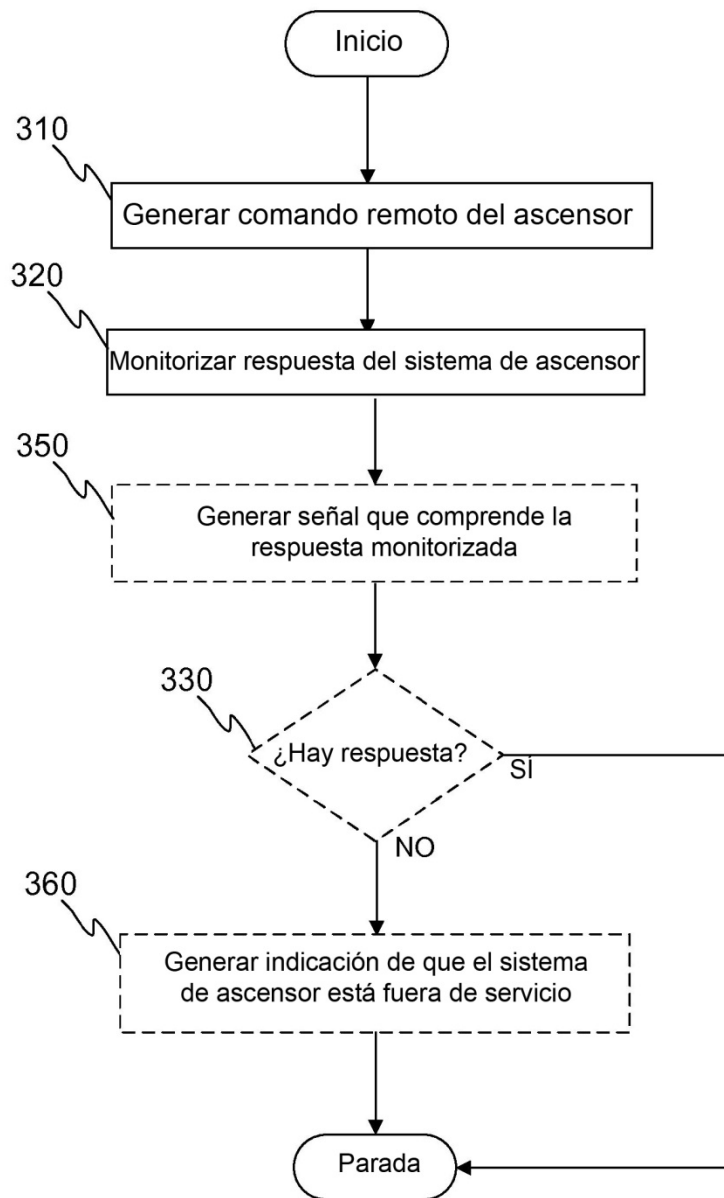 Inicio
310
Generar comando remoto del ascensor
320
Monitorizar respuesta del sistema de ascensor
350
Generar señal que comprende la
respuesta monitorizada
330
¿Hay respuesta?
SÍ
NO
360
Generar indicación de que el sistema
de ascensor está fuera de servicio
Parada